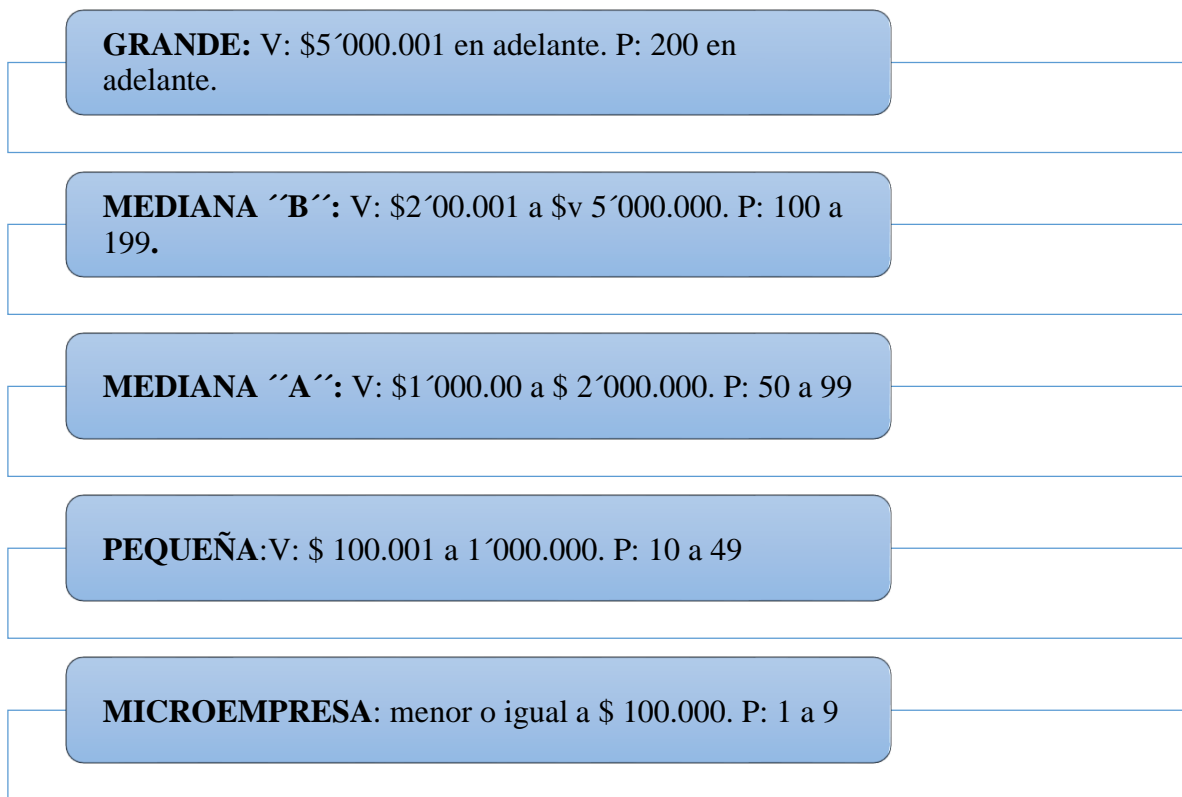 GRANDE: V: $5´000.001 en adelante. P: 200 en
adelante.
MEDIANA ´´B´´: V: $2´00.001 a $v 5´000.000. P: 100 a
199.
MEDIANA ´´A´´: V: $1´000.00 a $ 2´000.000. P: 50 a 99
PEQUEÑA:V: $ 100.001 a 1´000.000. P: 10 a 49
MICROEMPRESA: menor o igual a $ 100.000. P: 1 a 9